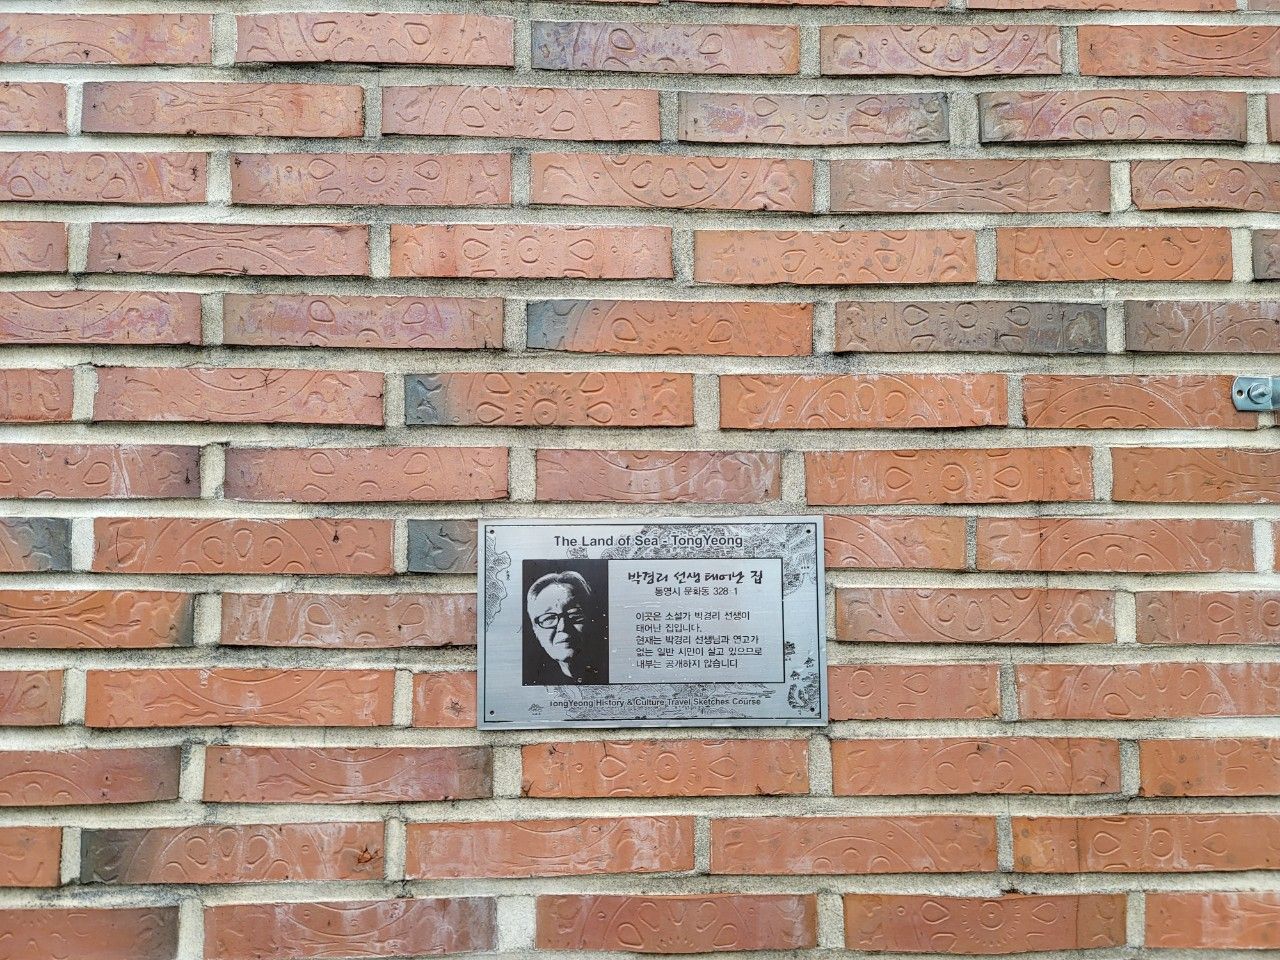 The Land of Sea - TongYeong
박경리 선생 태어난 집
통영시 문화동 328-1
이곳은 소설가 박경리 선생이
태어난 집입니다.
현재는 박경리 선생님과 연고가
없는 일반 시민이 살고 있으므로
내부는 공개하지 않습니다
TongYeong History & Culture Travel Sketches Course